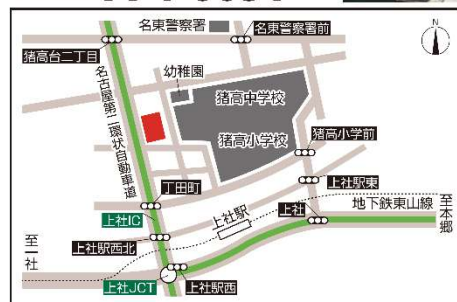 名東警察署
名東警察署前
N
猪高台二丁目
幼稚園
猪高中学校
名古屋第二環状自動車道
猪高小学校
猪高小学前
上社駅東
丁田町
上社IC
上社駅
上社
地下鉄東山線
至本郷
上社駅西北
至一社
上社JCT
上社駅西